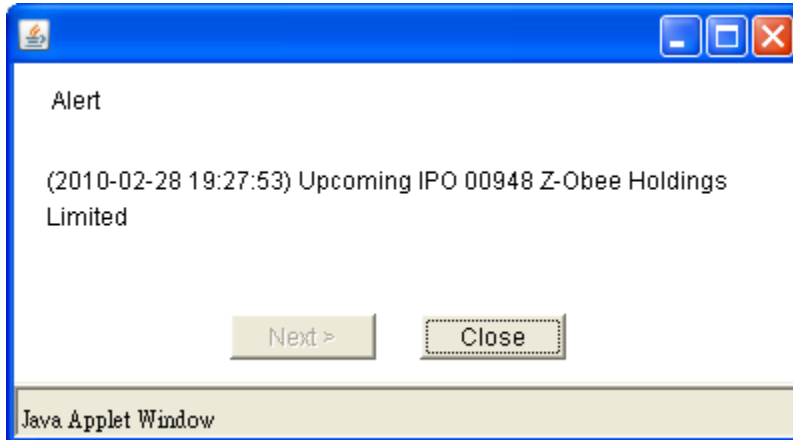 Alert
(2010-02-28 19:27:53) Upcoming IPO 00948 Z-Obee Holdings
Limited
Next > Close
Java Applet Window